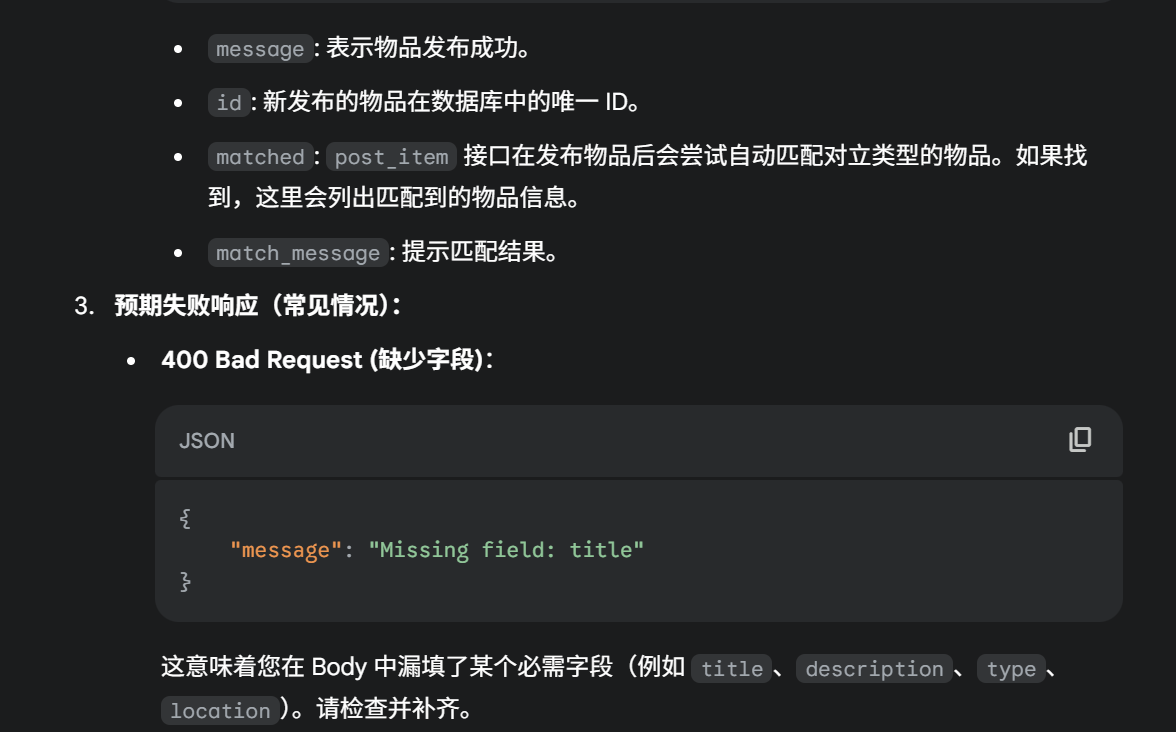 • message: 表示物品发布成功。
• id: 新发布的物品在数据库中的唯一 ID。
• matched: post_item 接口在发布物品后会尝试自动匹配对立类型的物品。如果找
到，这里会列出匹配到的物品信息。
• match_message: 提示匹配结果。
3. 预期失败响应（常见情况）：
• 400 Bad Request (缺少字段)：
JSON
{
"message": "Missing field: title"
}
这意味着您在 Body 中漏填了某个必需字段（例如 title、description、type、
location）。请检查并补齐。